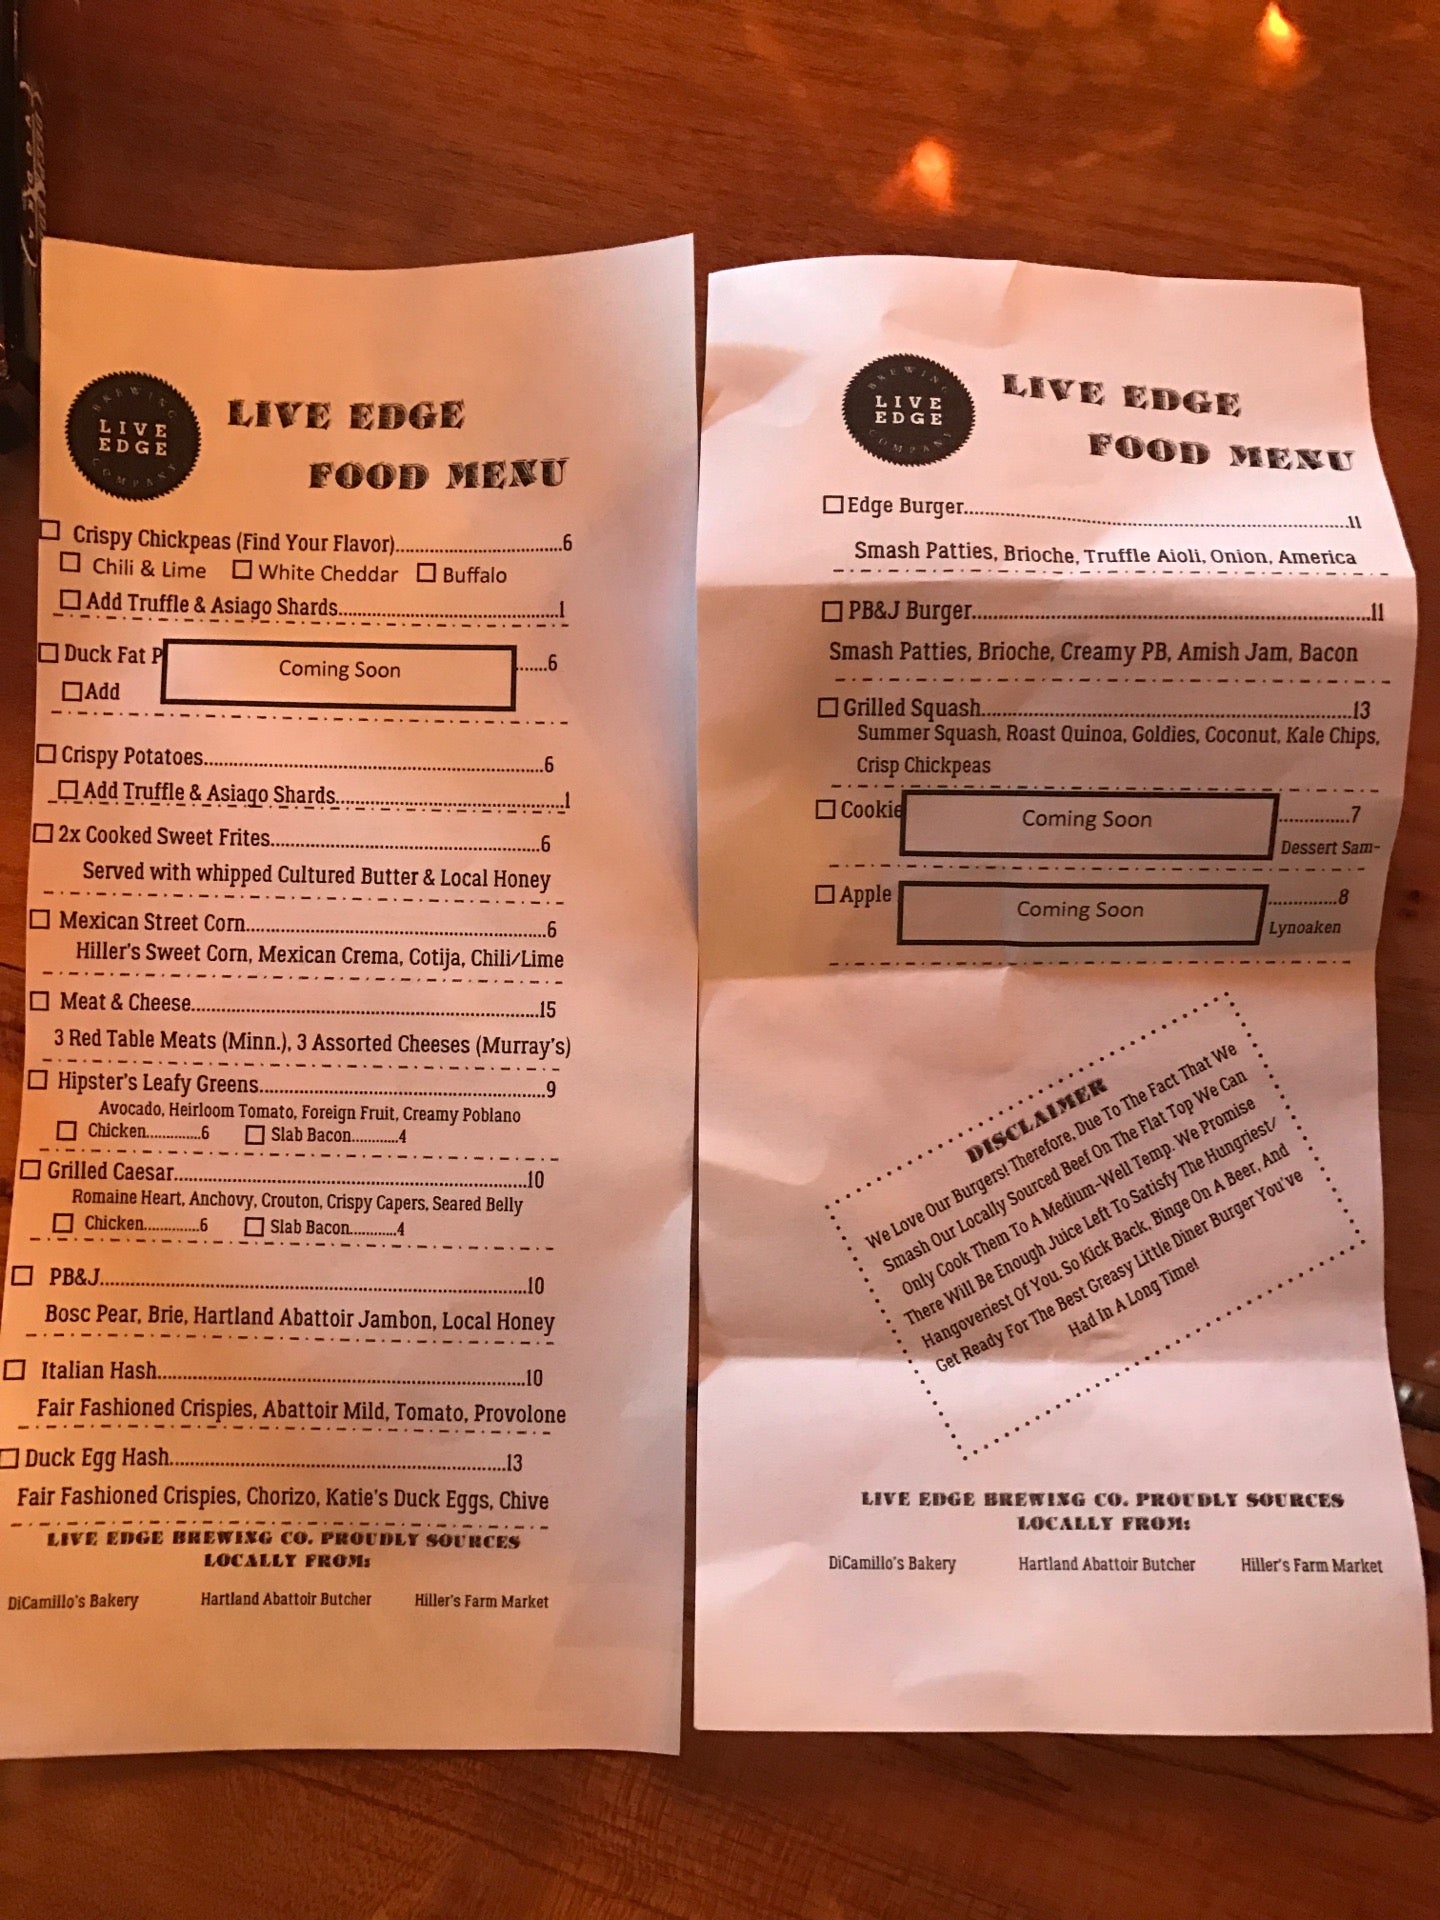 BREWING
LIVE
EDGE
COMPANY
LIVE EDGE
FOOD MENU
Crispy Chickpeas (Find Your Flavor)..............................6
Chili & Lime White Cheddar Buffalo
Add Truffle & Asiago Shards........................................1
Duck Fat P Coming Soon ......6
Add
Crispy Potatoes..............................................................6
Add Truffle & Asiago Shards..........................................1
2x Cooked Sweet Frites.................................................6
Served with whipped Cultured Butter & Local Honey
Mexican Street Corn......................................................6
Hiller's Sweet Corn, Mexican Crema, Cotija, Chili/Lime
Meat & Cheese..............................................................15
3 Red Table Meats (Minn.), 3 Assorted Cheeses (Murray's)
Hipster's Leafy Greens...................................................9
Avocado, Heirloom Tomato, Foreign Fruit, Creamy Poblano
Chicken.............6 Slab Bacon...........4
Grilled Caesar..............................................................10
Romaine Heart, Anchovy, Crouton, Crispy Capers, Seared Belly
Chicken.............6 Slab Bacon...........4
PB&J...........................................................................10
Bosc Pear, Brie, Hartland Abattoir Jambon, Local Honey
Italian Hash.................................................................10
Fair Fashioned Crispies, Abattoir Mild, Tomato, Provolone
Duck Egg Hash.............................................................13
Fair Fashioned Crispies, Chorizo, Katie's Duck Eggs, Chive
LIVE EDGE BREWING CO. PROUDLY SOURCES
LOCALLY FROM:
DiCamillo's Bakery Hartland Abattoir Butcher Hiller's Farm Market
BREWING
LIVE
EDGE
COMPANY
LIVE EDGE
FOOD MENU
Edge Burger.....................................................................11
Smash Patties, Brioche, Truffle Aioli, Onion, America
PB&J Burger......................................................................11
Smash Patties, Brioche, Creamy PB, Amish Jam, Bacon
Grilled Squash..................................................................13
Summer Squash, Roast Quinoa, Goldies, Coconut, Kale Chips,
Crisp Chickpeas
Cookie Coming Soon ..............7
Dessert Sam-
Apple Coming Soon ..............8
Lynoaken
DISCLAIMER
We Love Our Burgers! Therefore, Due To The Fact That We
Smash Our Locally Sourced Beef On The Flat Top We Can
Only Cook Them To A Medium-Well Temp. We Promise
There Will Be Enough Juice Left To Satisfy The Hungriest/
Hangoveriest Of You. So Kick Back, Binge On A Beer, And
Get Ready For The Best Greasy Little Diner Burger You've
Had In A Long Time!
LIVE EDGE BREWING CO. PROUDLY SOURCES
LOCALLY FROM:
DiCamillo's Bakery Hartland Abattoir Butcher Hiller's Farm Market